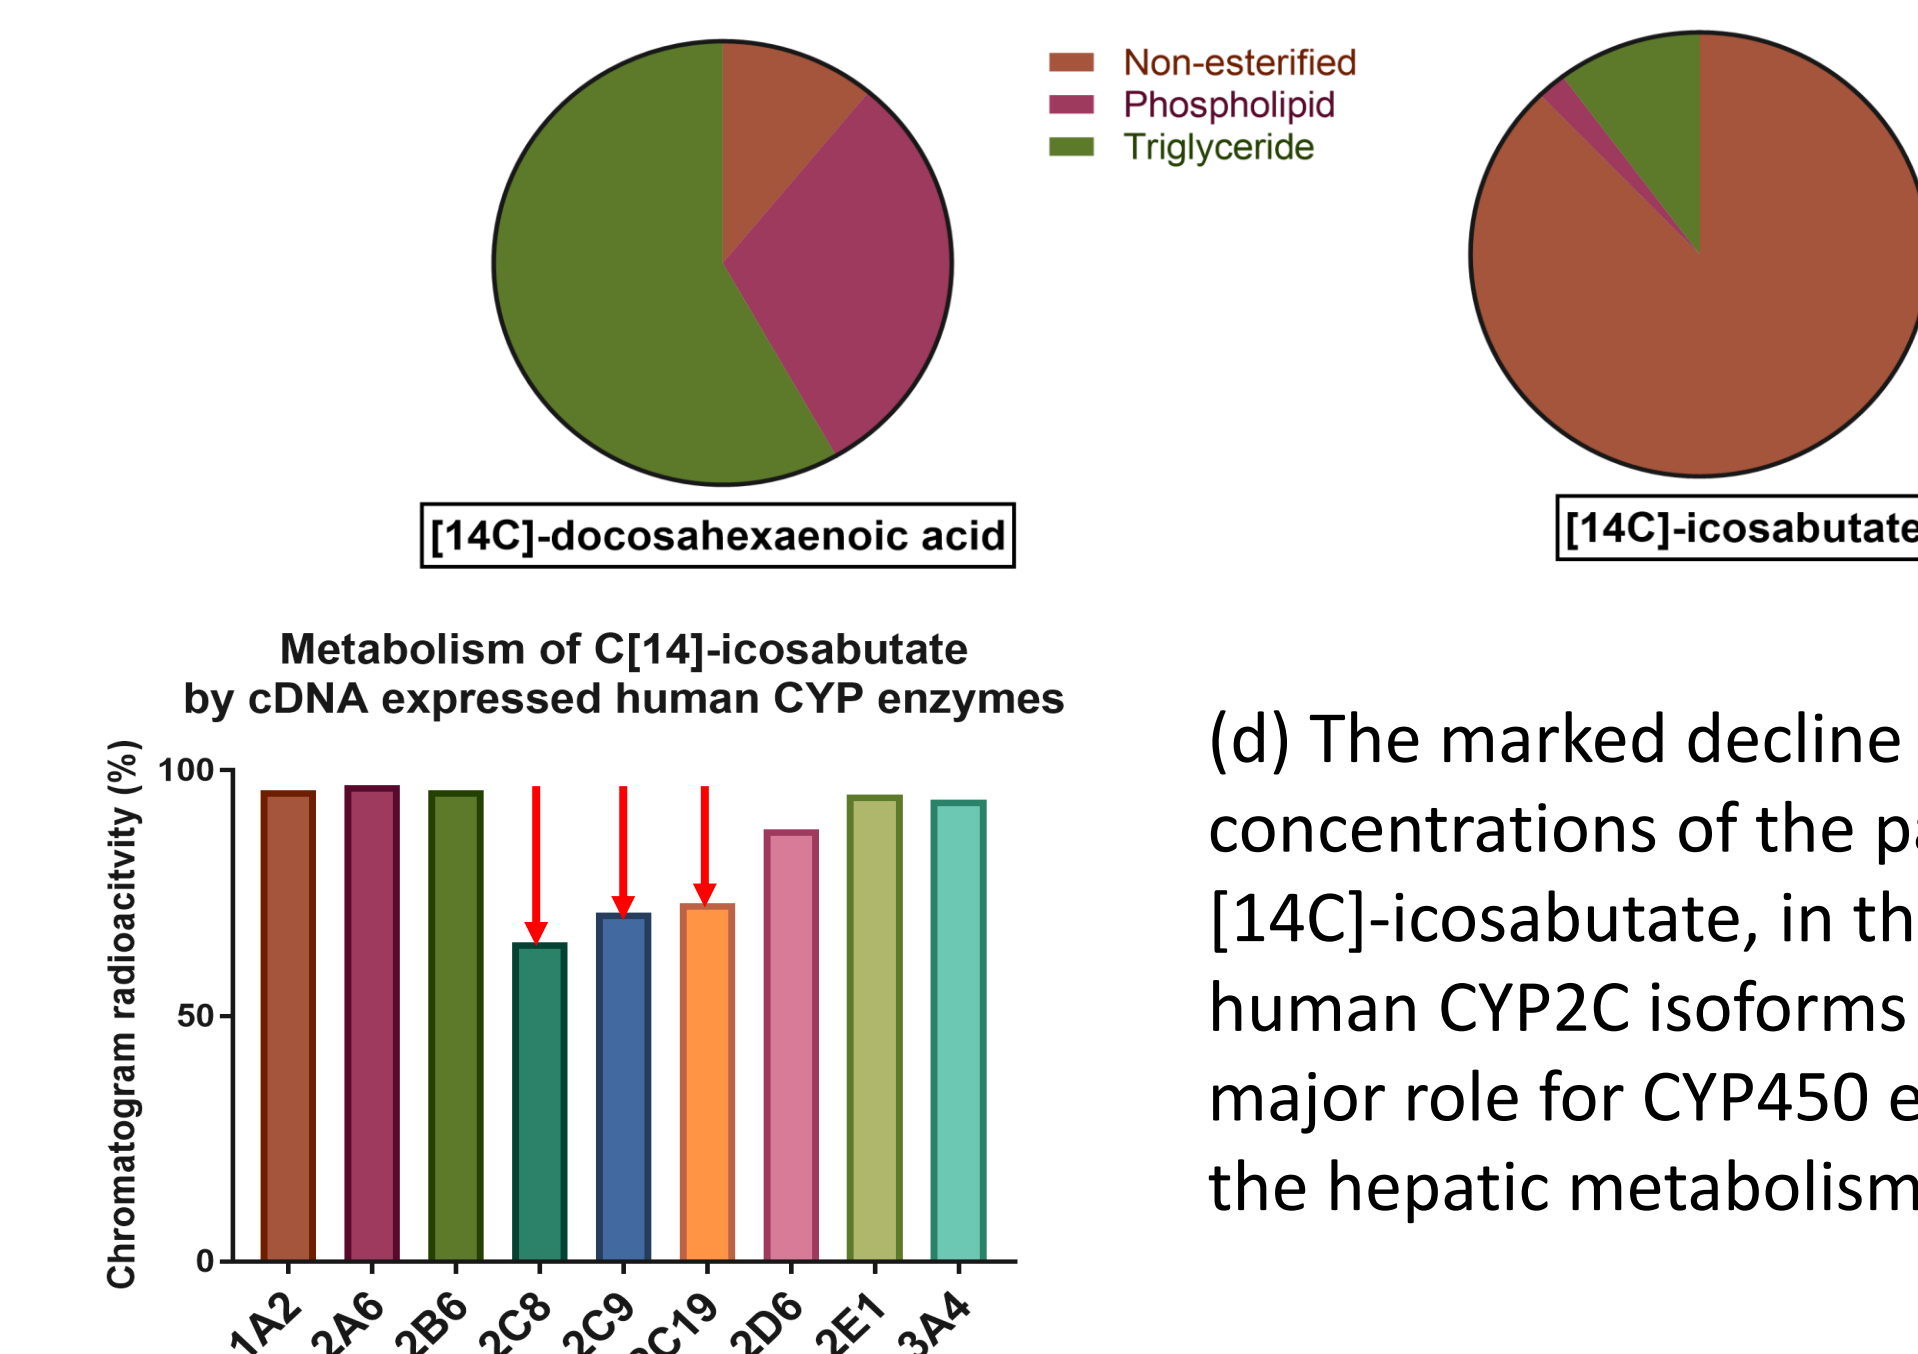 Non-esterified
Phospholipid
Triglyceride
[14C]-docosahexaenoic acid
[14C]-icosabutate
Metabolism of C[14]-icosabutate
by cDNA expressed human CYP enzymes
Chromatogram radioacitvity (%)
100
50
0
1A2
2A6
2B6
2C8
2C9
2C19
2D6
2E1
3A4
(d) The marked decline
concentrations of the
[14C]-icosabutate, in
human CYP2C isoforms
major role for CYP450
the hepatic metabolism